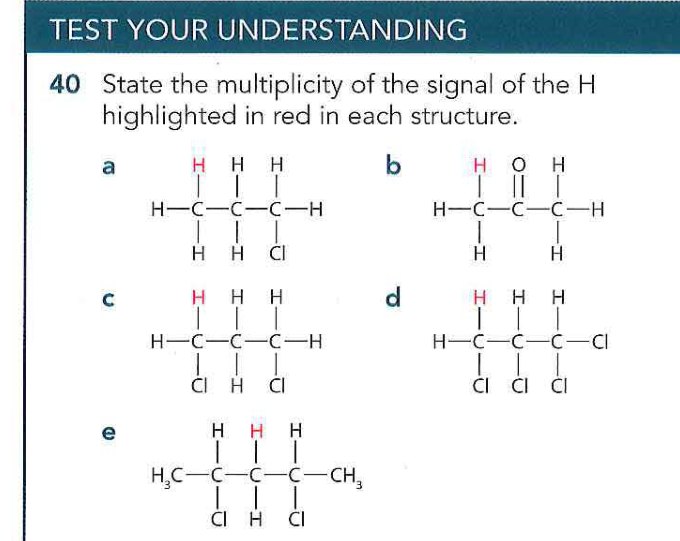 TEST YOUR UNDERSTANDING
40 State the multiplicity of the signal of the H
highlighted in red in each structure.
a
H H H
H—C—C—C—H
H H Cl
b
H O H
H—C—C—C—H
H H
c
H H H
H—C—C—C—H
Cl H Cl
d
H H H
H—C—C—C—Cl
Cl Cl Cl
e
H H H
H₃C—C—C—C—CH₃
Cl H Cl